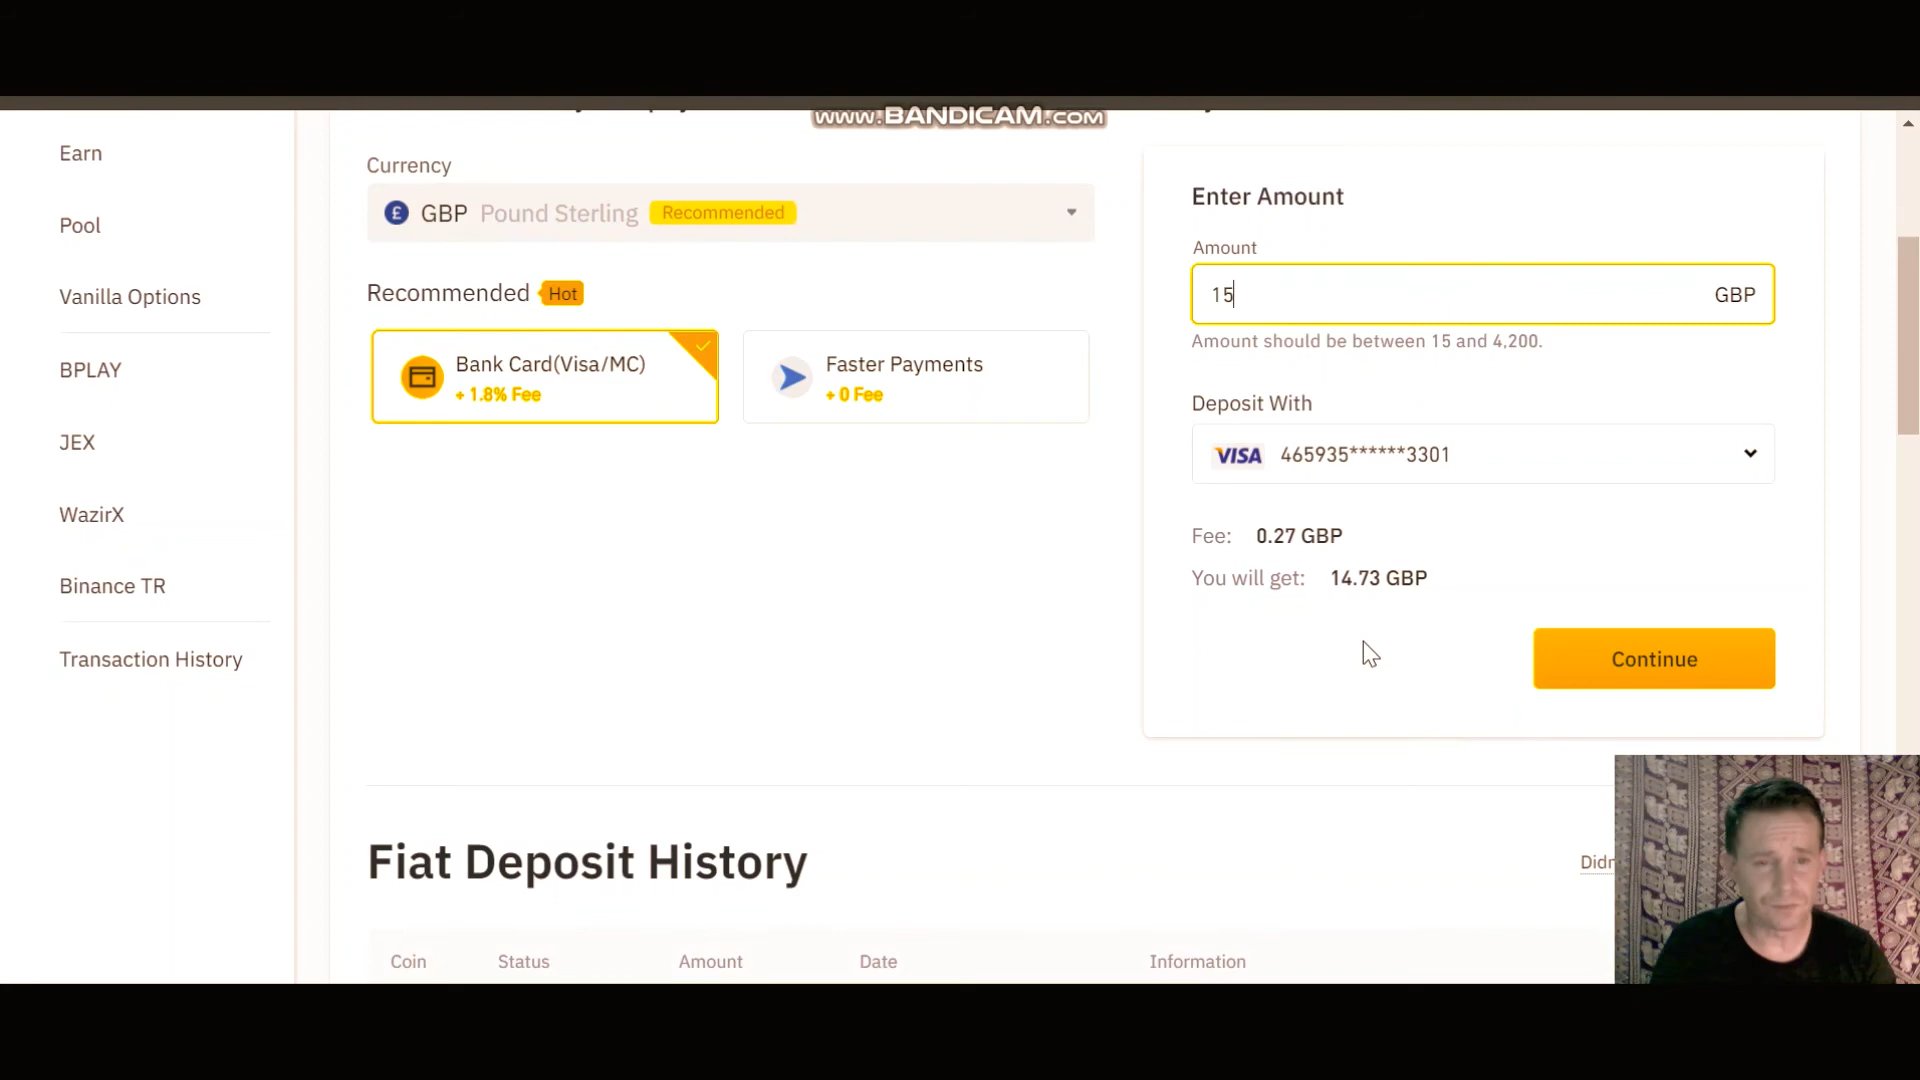 www.BANDICAM.com
Earn
Pool
Vanilla Options
BPLAY
JEX
WazirX
Binance TR
Transaction History
Currency
£ GBP Pound Sterling Recommended
Recommended Hot
Bank Card(Visa/MC)
+ 1.8% Fee
Faster Payments
+ 0 Fee
Enter Amount
Amount
15 GBP
Amount should be between 15 and 4,200.
Deposit With
VISA 465935******3301
Fee: 0.27 GBP
You will get: 14.73 GBP
Continue
Fiat Deposit History
Coin Status Amount Date Information